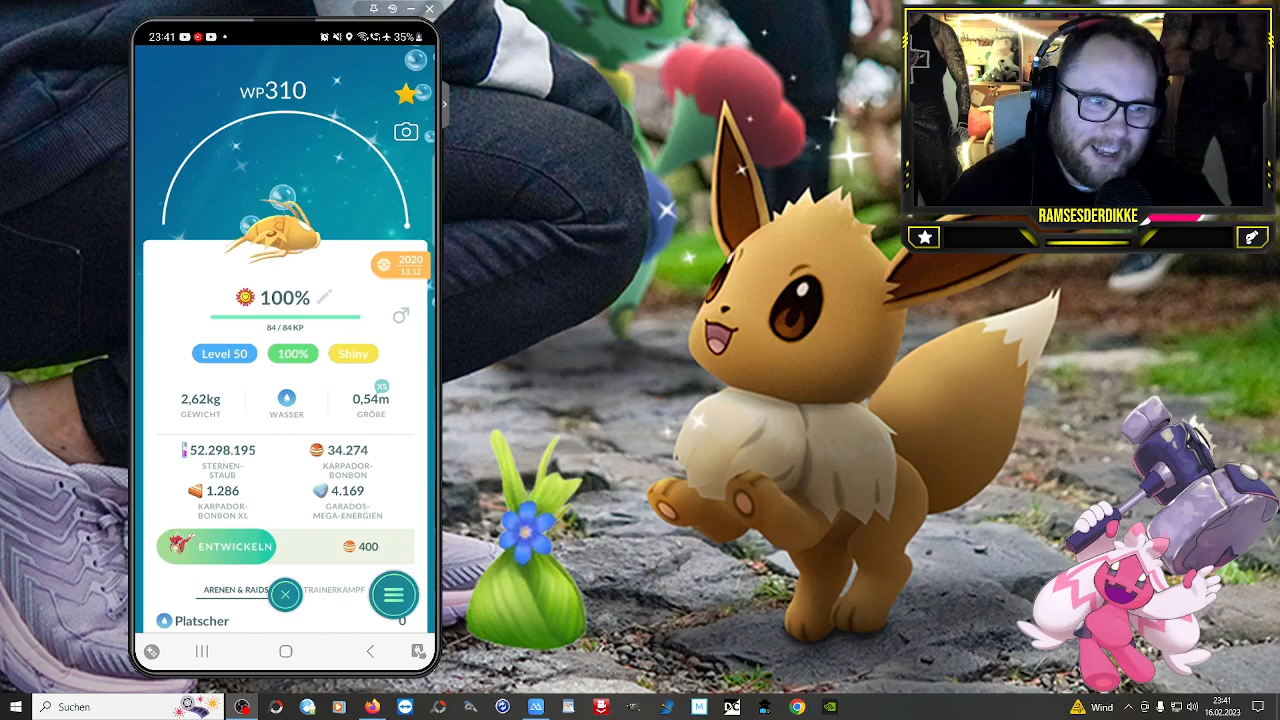 23:41
35%
WP310
2020
13.12
100%
84 / 84 KP
Level 50
100%
Shiny
XS
2,62kg
0,54m
GEWICHT
WASSER
GRÖßE
52.298.195
34.274
STERNEN-
STAUB
KARPADOR-
BONBON
1.286
4.169
KARPADOR-
BONBON XL
GARADOS-
MEGA-ENERGIEN
ENTWICKELN
400
ARENEN & RAIDS
TRAINERKAMPF
Platscher
0
RAMSESDERDIKKE
Suchen
M
DC
Wind
23:41
16.02.2023